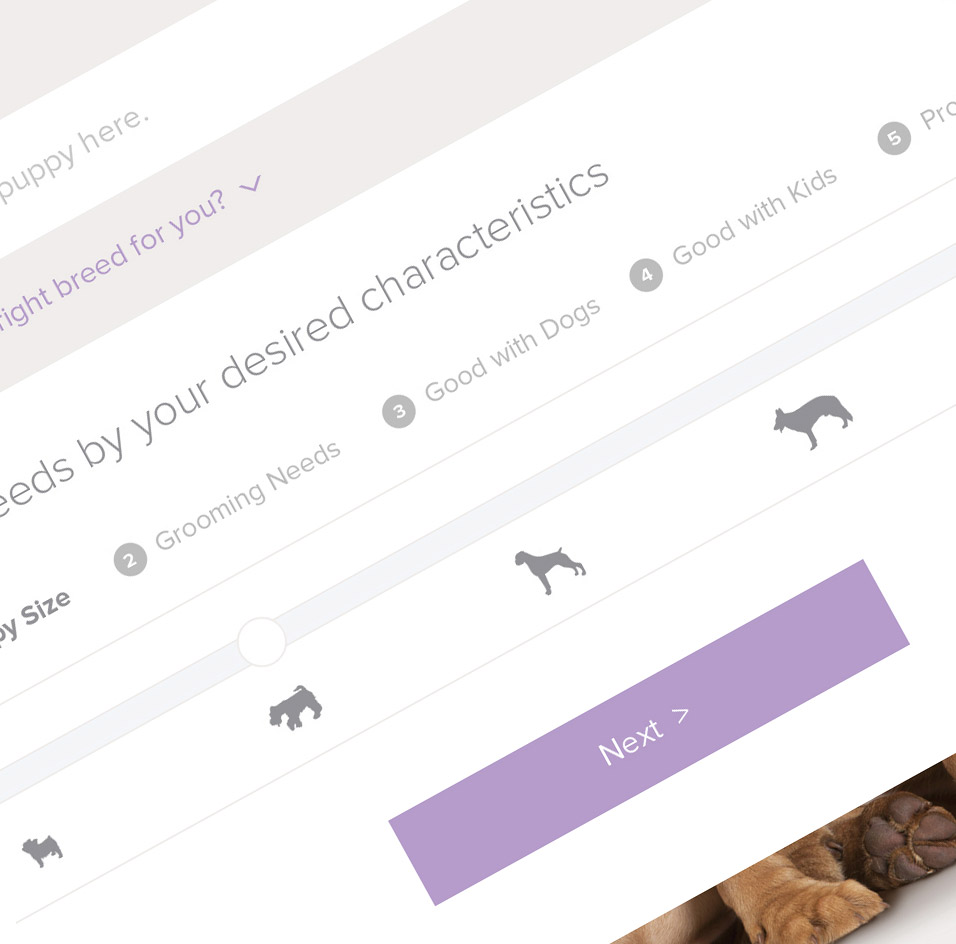 puppy here.
right breed for you?
eeds by your desired characteristics
py Size
2 Grooming Needs
3 Good with Dogs
4 Good with Kids
5 Pro
Next >